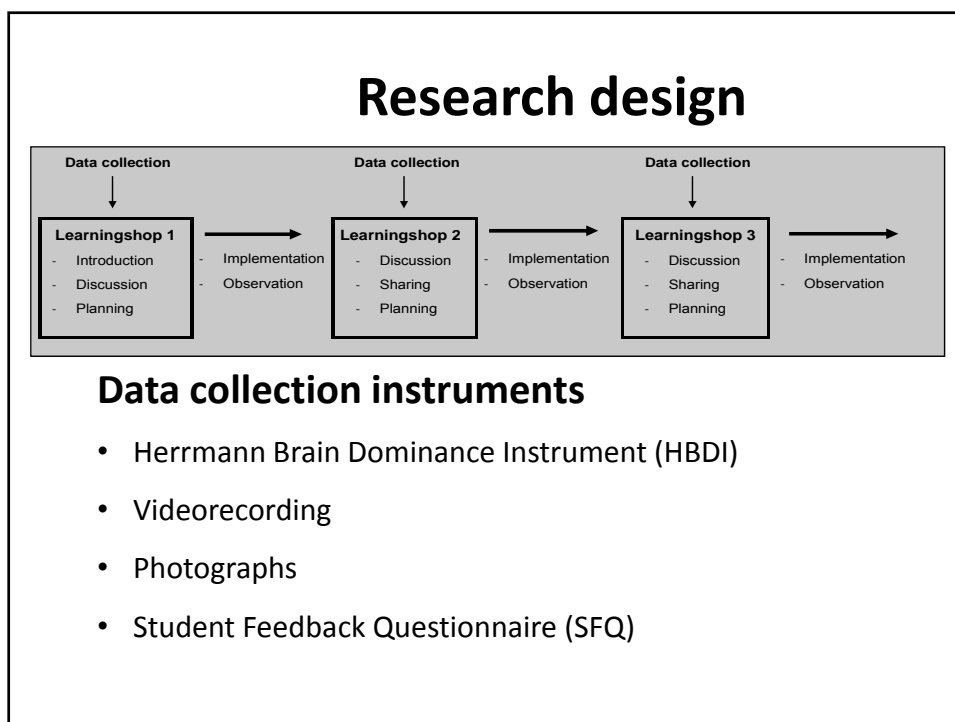 Research design
Data collection
Data collection
Data collection
Learningshop 1
- Introduction
- Discussion
- Planning
- Implementation
- Observation
Learningshop 2
- Discussion
- Sharing
- Planning
- Implementation
- Observation
Learningshop 3
- Discussion
- Sharing
- Planning
- Implementation
- Observation
Data collection instruments
• Herrmann Brain Dominance Instrument (HBDI)
• Videorecording
• Photographs
• Student Feedback Questionnaire (SFQ)